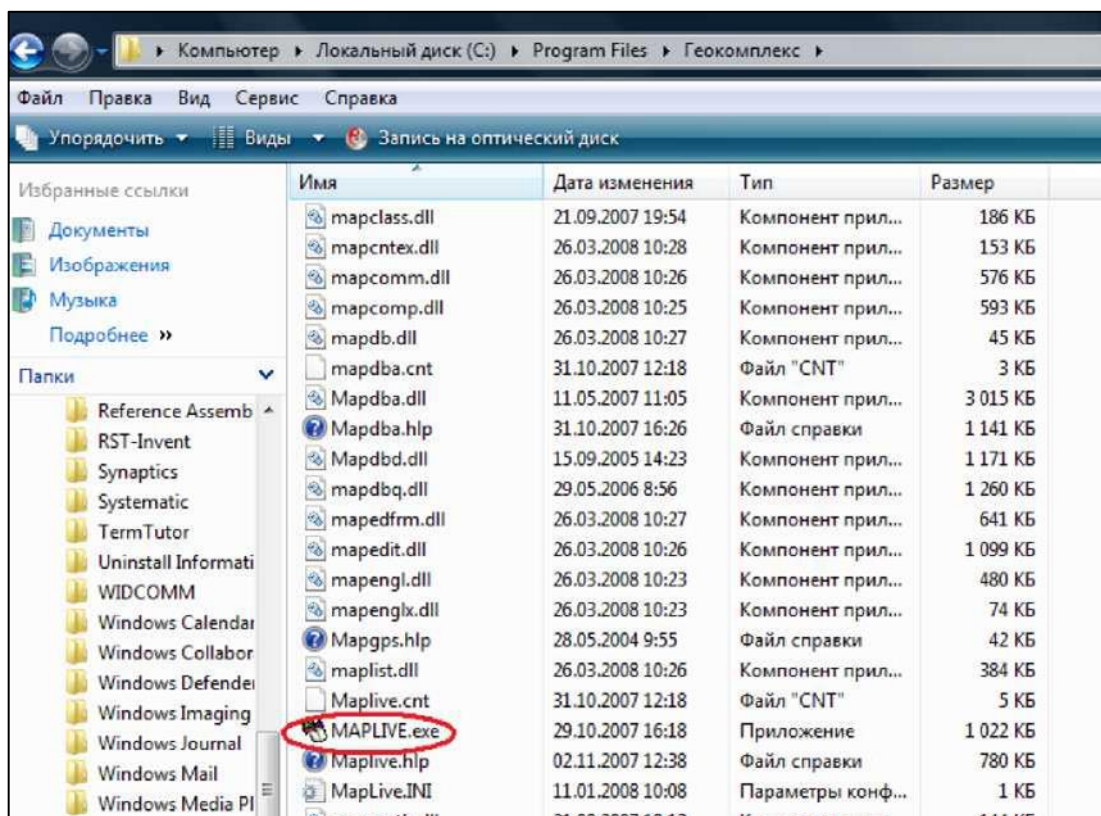 Компьютер ▸ Локальный диск (C:) ▸ Program Files ▸ Геокомплекс ▸
Файл Правка Вид Сервис Справка
Упорядочить Виды Запись на оптический диск
Избранные ссылки
Документы
Изображения
Музыка
Подробнее »
Папки
Reference Assemb
RST-Invent
Synaptics
Systematic
TermTutor
Uninstall Informati
WIDCOMM
Windows Calendar
Windows Collabor
Windows Defender
Windows Imaging
Windows Journal
Windows Mail
Windows Media Pl
Имя Дата изменения Тип Размер
mapclass.dll 21.09.2007 19:54 Компонент прил... 186 КБ
mapcntex.dll 26.03.2008 10:28 Компонент прил... 153 КБ
mapcomm.dll 26.03.2008 10:26 Компонент прил... 576 КБ
mapcomp.dll 26.03.2008 10:25 Компонент прил... 593 КБ
mapdb.dll 26.03.2008 10:27 Компонент прил... 45 КБ
mapdba.cnt 31.10.2007 12:18 Файл "CNT" 3 КБ
Mapdba.dll 11.05.2007 11:05 Компонент прил... 3 015 КБ
Mapdba.hlp 31.10.2007 16:26 Файл справки 1 141 КБ
Mapdbd.dll 15.09.2005 14:23 Компонент прил... 1 171 КБ
mapdbq.dll 29.05.2006 8:56 Компонент прил... 1 260 КБ
mapedfrm.dll 26.03.2008 10:27 Компонент прил... 641 КБ
mapedit.dll 26.03.2008 10:26 Компонент прил... 1 099 КБ
mapengl.dll 26.03.2008 10:23 Компонент прил... 480 КБ
mapenglx.dll 26.03.2008 10:23 Компонент прил... 74 КБ
Mapgps.hlp 28.05.2004 9:55 Файл справки 42 КБ
maplist.dll 26.03.2008 10:26 Компонент прил... 384 КБ
Maplive.cnt 31.10.2007 12:18 Файл "CNT" 5 КБ
MAPLIVE.exe 29.10.2007 16:18 Приложение 1 022 КБ
Maplive.hlp 02.11.2007 12:38 Файл справки 780 КБ
MapLive.INI 11.01.2008 10:08 Параметры конф... 1 КБ